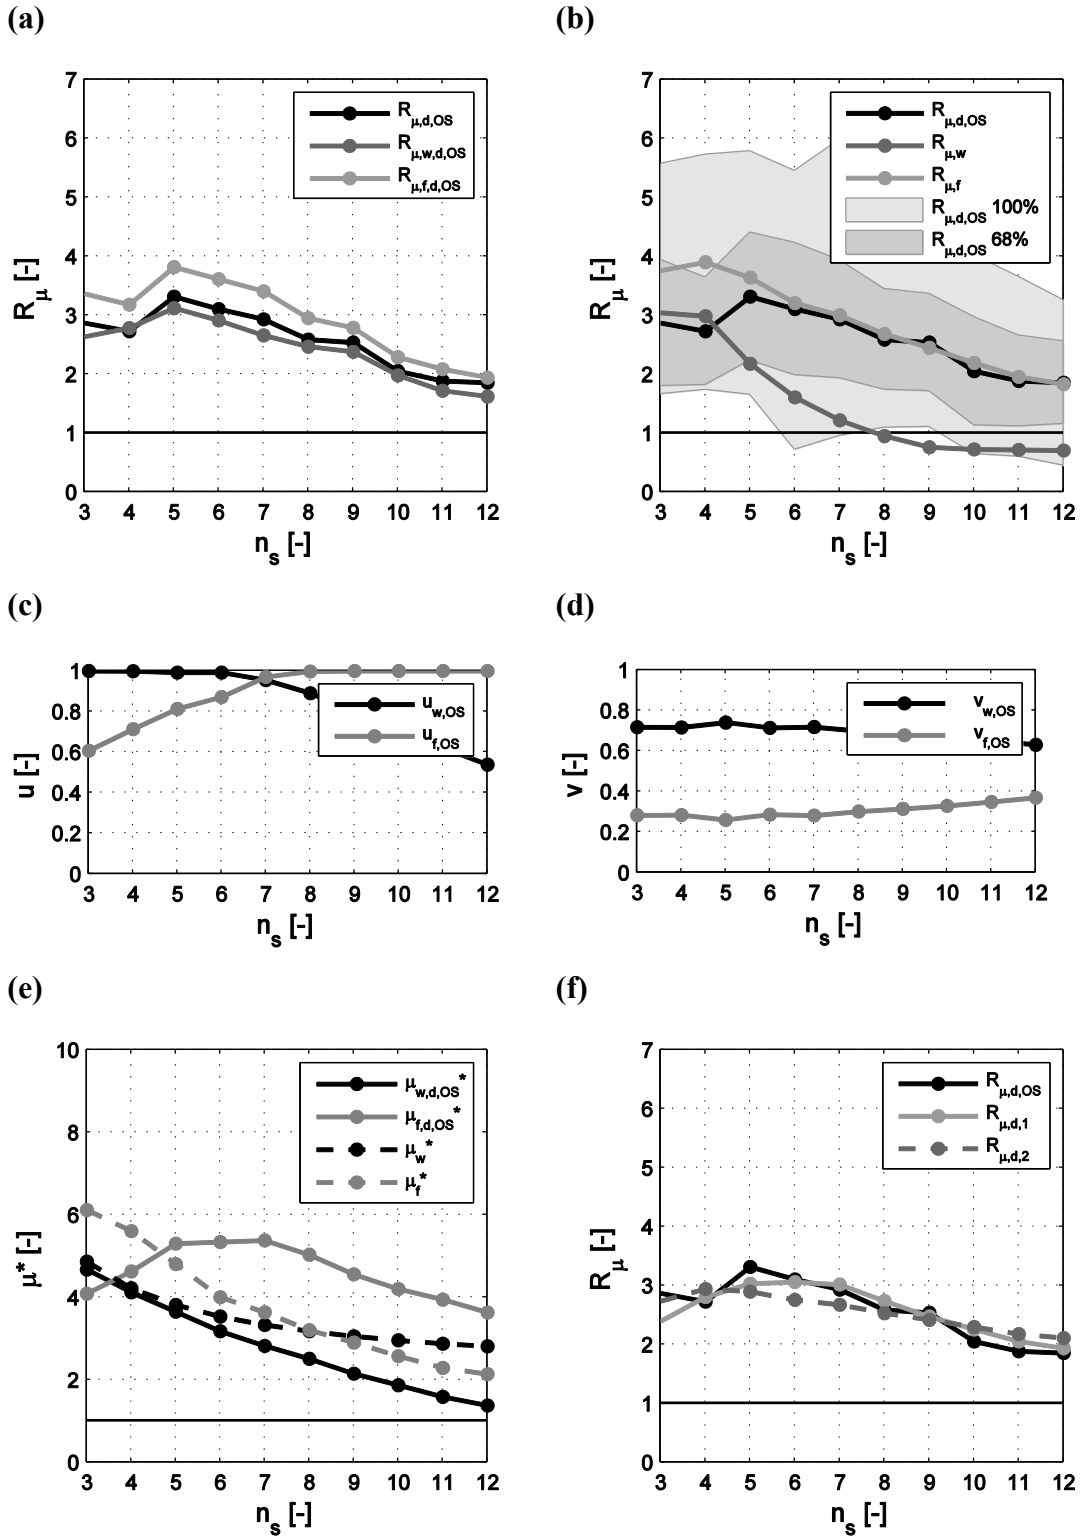 (a)
(b)
7
6
5
4
3
2
1
0
R_μ [-]
R_μ,d,OS
R_μ,w,d,OS
R_μ,f,d,OS
3 4 5 6 7 8 9 10 11 12
n_s [-]
7
6
5
4
3
2
1
0
R_μ [-]
R_μ,d,OS
R_μ,w
R_μ,f
R_μ,d,OS 100%
R_μ,d,OS 68%
3 4 5 6 7 8 9 10 11 12
n_s [-]
(c)
(d)
1
0.8
0.6
0.4
0.2
0
u [-]
u_w,OS
u_f,OS
3 4 5 6 7 8 9 10 11 12
n_s [-]
1
0.8
0.6
0.4
0.2
0
v [-]
v_w,OS
v_f,OS
3 4 5 6 7 8 9 10 11 12
n_s [-]
(e)
(f)
10
8
6
4
2
0
μ* [-]
μ_w,d,OS*
μ_f,d,OS*
μ_w*
μ_f*
3 4 5 6 7 8 9 10 11 12
n_s [-]
7
6
5
4
3
2
1
0
R_μ [-]
R_μ,d,OS
R_μ,d,1
R_μ,d,2
3 4 5 6 7 8 9 10 11 12
n_s [-]